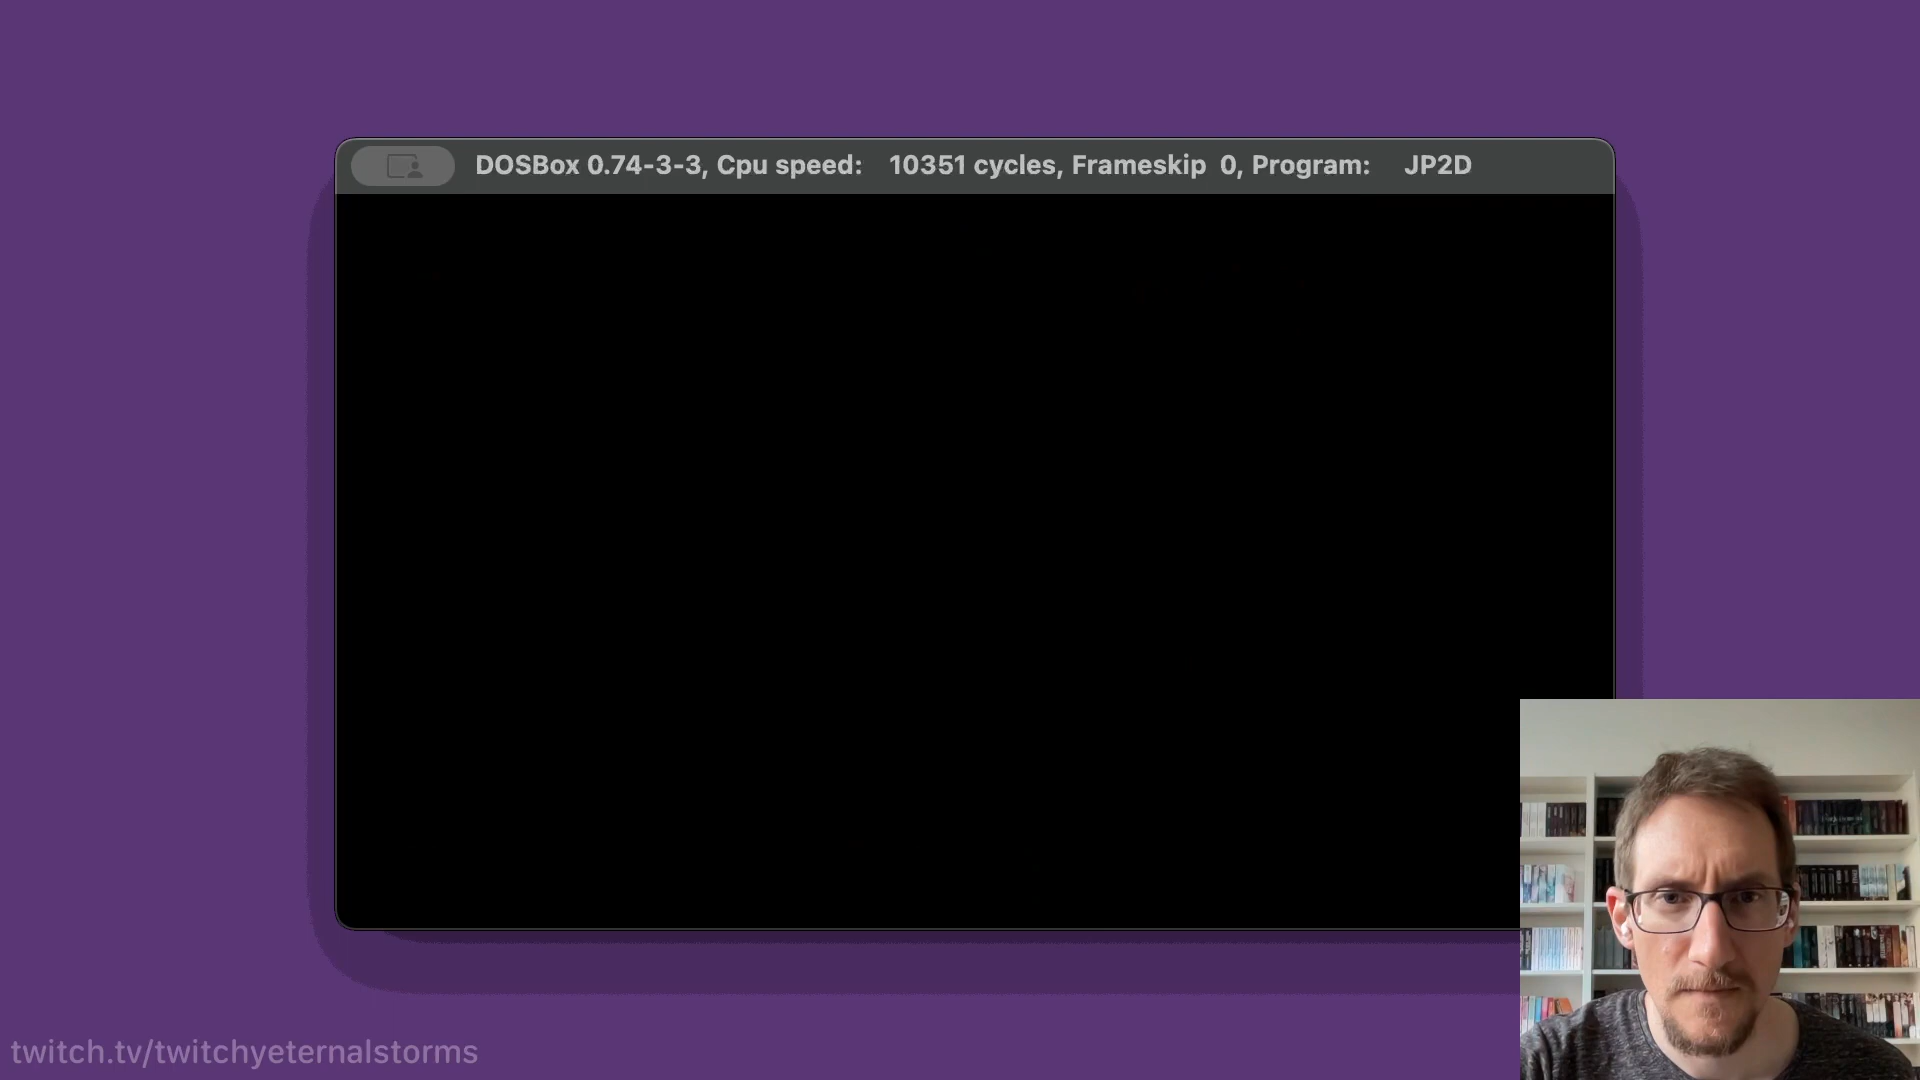 DOSBox 0.74-3-3, Cpu speed: 10351 cycles, Frameskip 0, Program: JP2D
twitch.tv/twitchyeternalstorms